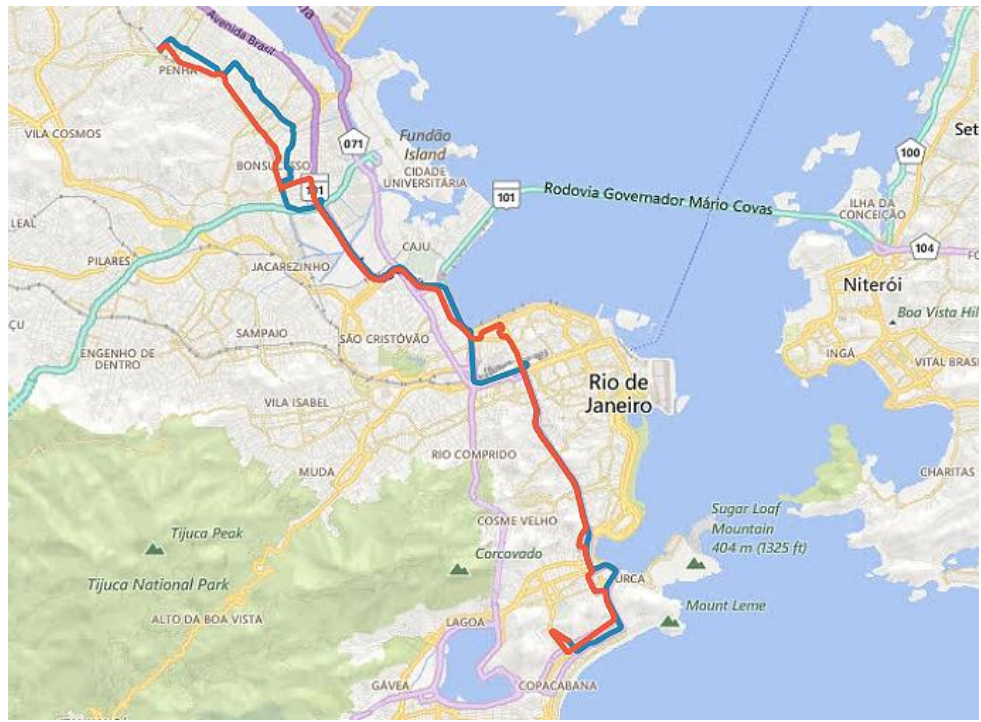 Avenida Brasil
PENHA
VILA COSMOS
Fundão
Island
CIDADE
UNIVERSITÁRIA
071
BONSU
ESSO
101
101
Rodovia Governador Mário Covas
100
Set
ILHA DA
CONCEIÇÃO
104
LEAL
PILARES
CAJU
JACAREZINHO
Niterói
Boa Vista Hil
ÇU
SAMPAIO
SÃO CRISTÓVÃO
ENGENHO DE
DENTRO
INGÁ
VITAL BRASI
Rio de
Janeiro
VILA ISABEL
RIO COMPRIDO
MUDA
CHARITAS
COSME VELHO
Sugar Loaf
Mountain
404 m (1325 ft)
Tijuca Peak
Corcovado
URCA
Tijuca National Park
Mount Leme
ALTO DA BOA VISTA
LAGOA
GÁVEA
COPACABANA